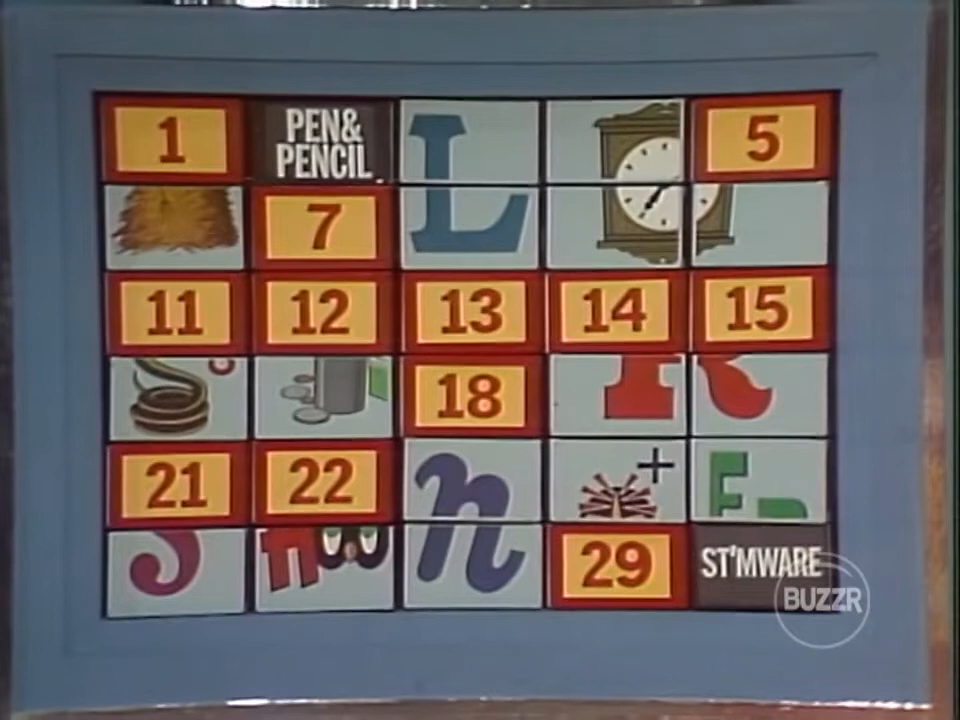 1 PEN& PENCIL L 5
7
11 12 13 14 15
18 R
21 22 n + E
S n 29 ST'MWARE
BUZZR